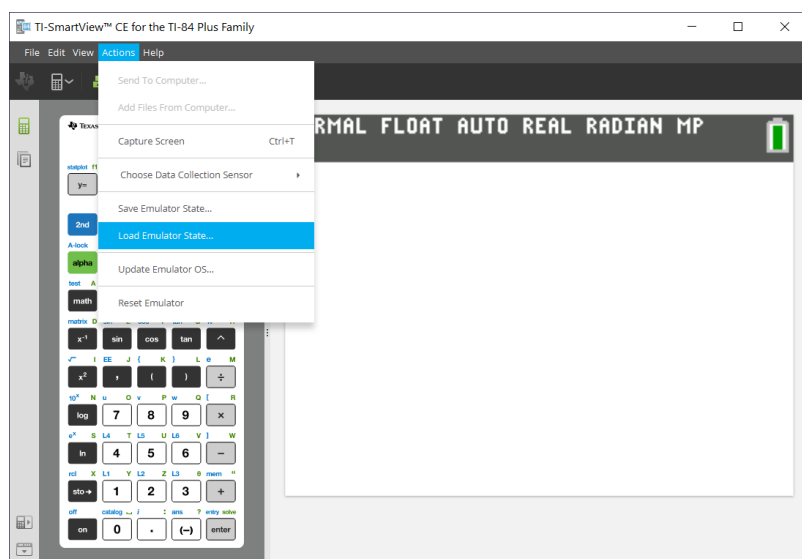 TI-SmartView™ CE for the TI-84 Plus Family
File Edit View Actions Help
Send To Computer...
Add Files From Computer...
Capture Screen Ctrl+T
Choose Data Collection Sensor
Save Emulator State...
Load Emulator State...
Update Emulator OS...
Reset Emulator
RMAL FLOAT AUTO REAL RADIAN MP
TEXAS
statplot f1
y=
2nd
A-lock
alpha
test A
math
matrix D
x⁻¹ sin cos tan ^
√ I EE J { K } L e M
x² , ( ) ÷
10ˣ N u O v P w Q [ R
log 7 8 9 ×
eˣ S L4 T L5 U L6 V ] W
ln 4 5 6 −
rcl X L1 Y L2 Z L3 θ mem "
sto→ 1 2 3 +
off catalog i : ans ? entry solve
on 0 . (−) enter